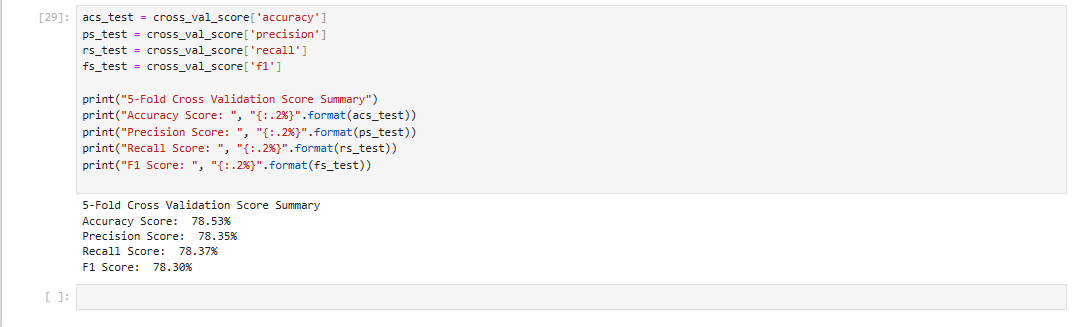 [29]: acs_test = cross_val_score['accuracy']
ps_test = cross_val_score['precision']
rs_test = cross_val_score['recall']
fs_test = cross_val_score['f1']
print("5-Fold Cross Validation Score Summary")
print("Accuracy Score: ", "{:.2%}".format(acs_test))
print("Precision Score: ", "{:.2%}".format(ps_test))
print("Recall Score: ", "{:.2%}".format(rs_test))
print("F1 Score: ", "{:.2%}".format(fs_test))
5-Fold Cross Validation Score Summary
Accuracy Score:  78.53%
Precision Score:  78.35%
Recall Score:  78.37%
F1 Score:  78.30%
[ ]: